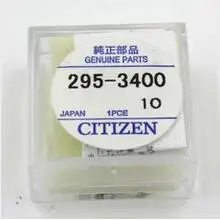 純正部品
GENUINE PARTS
295-3400
10
JAPAN 1PCE
CITIZEN